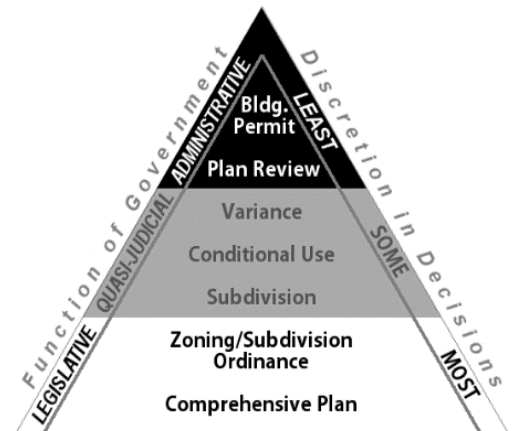 Function of Government
Discretion in Decisions
ADMINISTRATIVE
LEAST
Bldg.
Permit
Plan Review
QUASI-JUDICIAL
SOME
Variance
Conditional Use
Subdivision
LEGISLATIVE
MOST
Zoning/Subdivision
Ordinance
Comprehensive Plan